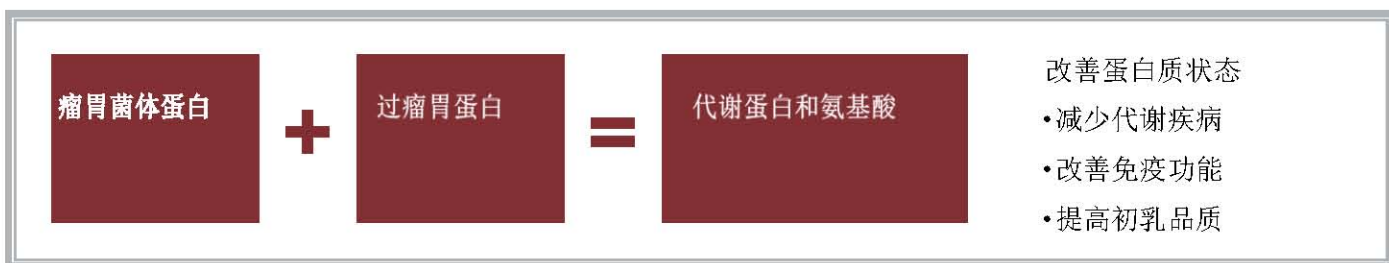 瘤胃菌体蛋白
+
过瘤胃蛋白
=
代谢蛋白和氨基酸
改善蛋白质状态
•减少代谢疾病
•改善免疫功能
•提高初乳品质